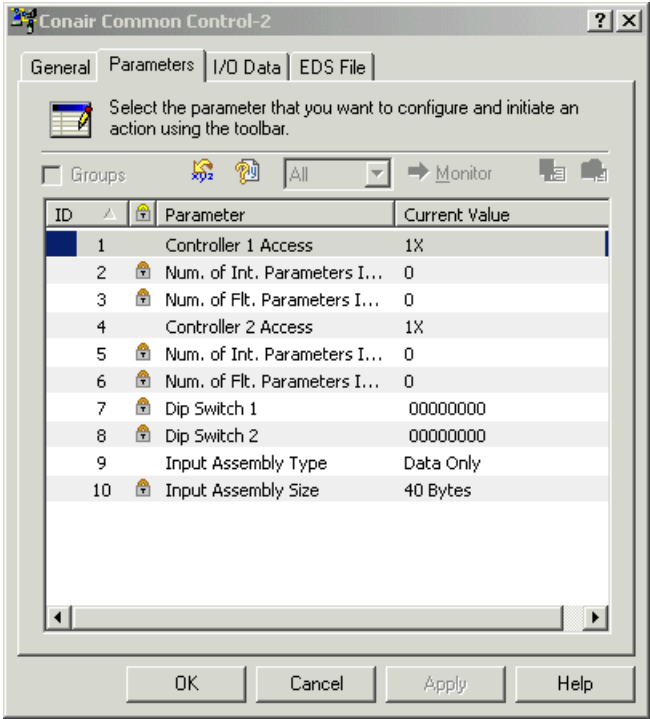 Conair Common Control-2
General Parameters I/O Data EDS File
Select the parameter that you want to configure and initiate an
action using the toolbar.
Groups xyz All Monitor
ID Parameter Current Value
1 Controller 1 Access 1X
2 Num. of Int. Parameters I... 0
3 Num. of Flt. Parameters I... 0
4 Controller 2 Access 1X
5 Num. of Int. Parameters I... 0
6 Num. of Flt. Parameters I... 0
7 Dip Switch 1 00000000
8 Dip Switch 2 00000000
9 Input Assembly Type Data Only
10 Input Assembly Size 40 Bytes
OK Cancel Apply Help